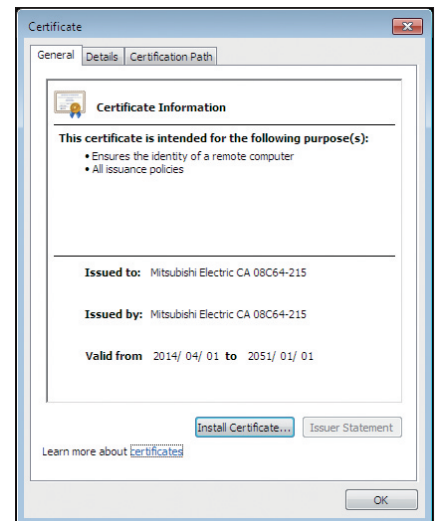 Certificate
General Details Certification Path
Certificate Information
This certificate is intended for the following purpose(s):
• Ensures the identity of a remote computer
• All issuance policies
Issued to: Mitsubishi Electric CA 08C64-215
Issued by: Mitsubishi Electric CA 08C64-215
Valid from 2014/ 04/ 01 to 2051/ 01/ 01
Install Certificate... Issuer Statement
Learn more about certificates
OK